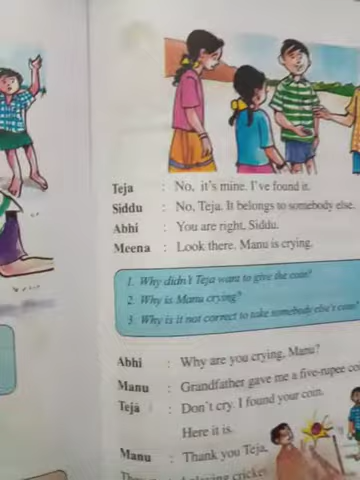 Teja : No, it's mine. I've found it.
Siddu : No, Teja. It belongs to somebody else.
Abhi : You are right, Siddu.
Meena : Look there. Manu is crying.
1. Why didn't Teja want to give the coin?
2. Why is Manu crying?
3. Why is it not correct to take somebody else's coin?
Abhi : Why are you crying, Manu?
Manu : Grandfather gave me a five-rupee
Teja : Don't cry. I found your coin.
Here it is.
Manu : Thank you Teja,
playing cricket